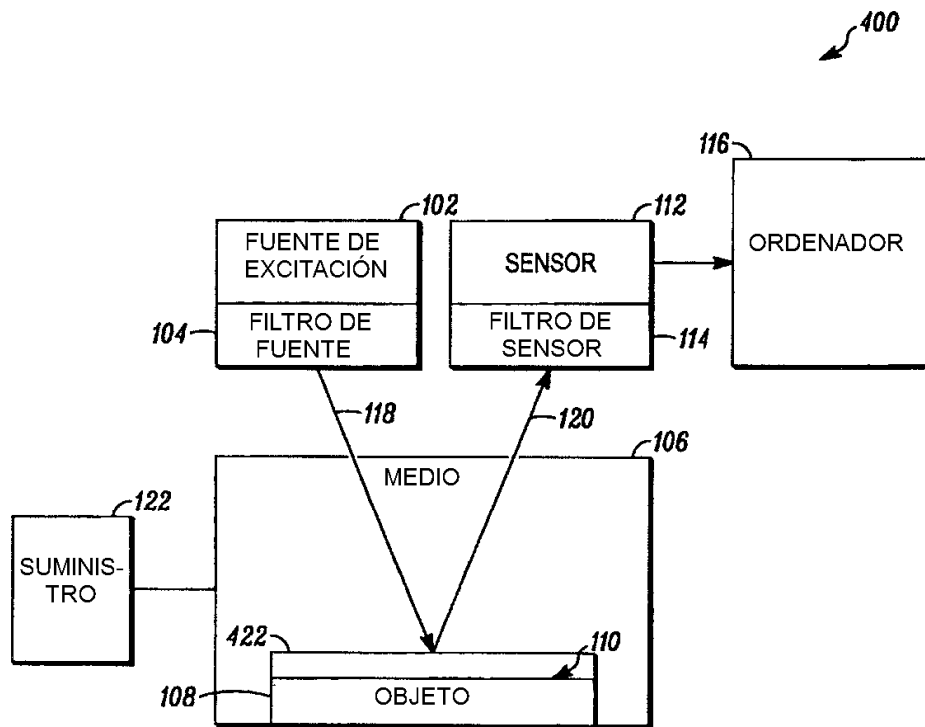 400
116
ORDENADOR
102
FUENTE DE
EXCITACIÓN
104
FILTRO DE
FUENTE
112
SENSOR
FILTRO DE
SENSOR
114
118
120
106
MEDIO
122
SUMINIS-
TRO
422
110
108
OBJETO